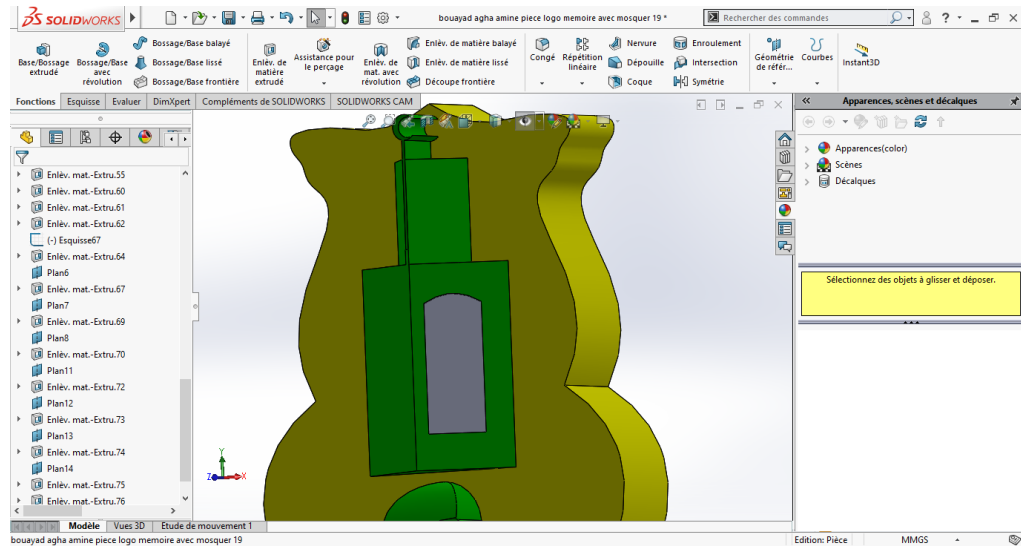 SOLIDWORKS
bouayad agha amine piece logo memoire avec mosquer 19 *
Rechercher des commandes
Base/Bossage extrudé
Bossage/Base avec révolution
Bossage/Base balayé
Bossage/Base lissé
Bossage/Base frontière
Enlèv. de matière extrudé
Assistance pour le perçage
Enlèv. de mat. avec révolution
Enlèv. de matière balayé
Enlèv. de matière lissé
Découpe frontière
Congé
Répétition linéaire
Nervure
Dépouille
Coque
Enroulement
Intersection
Symétrie
Géométrie de référ...
Courbes
Instant3D
Fonctions
Esquisse
Evaluer
DimXpert
Compléments de SOLIDWORKS
SOLIDWORKS CAM
Enlèv. mat.-Extru.55
Enlèv. mat.-Extru.60
Enlèv. mat.-Extru.61
Enlèv. mat.-Extru.62
(-) Esquisse67
Enlèv. mat.-Extru.64
Plan6
Enlèv. mat.-Extru.67
Plan7
Enlèv. mat.-Extru.69
Plan8
Enlèv. mat.-Extru.70
Plan11
Enlèv. mat.-Extru.72
Plan12
Enlèv. mat.-Extru.73
Plan13
Enlèv. mat.-Extru.74
Plan14
Enlèv. mat.-Extru.75
Enlèv. mat.-Extru.76
Y
Z
X
Apparences, scènes et décalques
Apparences(color)
Scènes
Décalques
Sélectionnez des objets à glisser et déposer.
Modèle
Vues 3D
Etude de mouvement 1
bouayad agha amine piece logo memoire avec mosquer 19
Edition: Pièce
MMGS